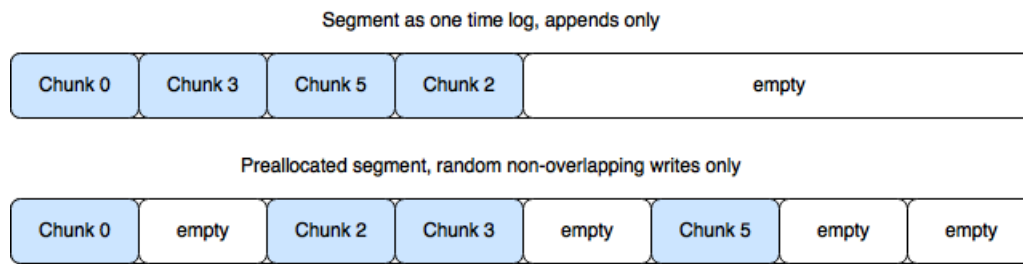 Segment as one time log, appends only
Chunk 0 Chunk 3 Chunk 5 Chunk 2 empty
Preallocated segment, random non-overlapping writes only
Chunk 0 empty Chunk 2 Chunk 3 empty Chunk 5 empty empty